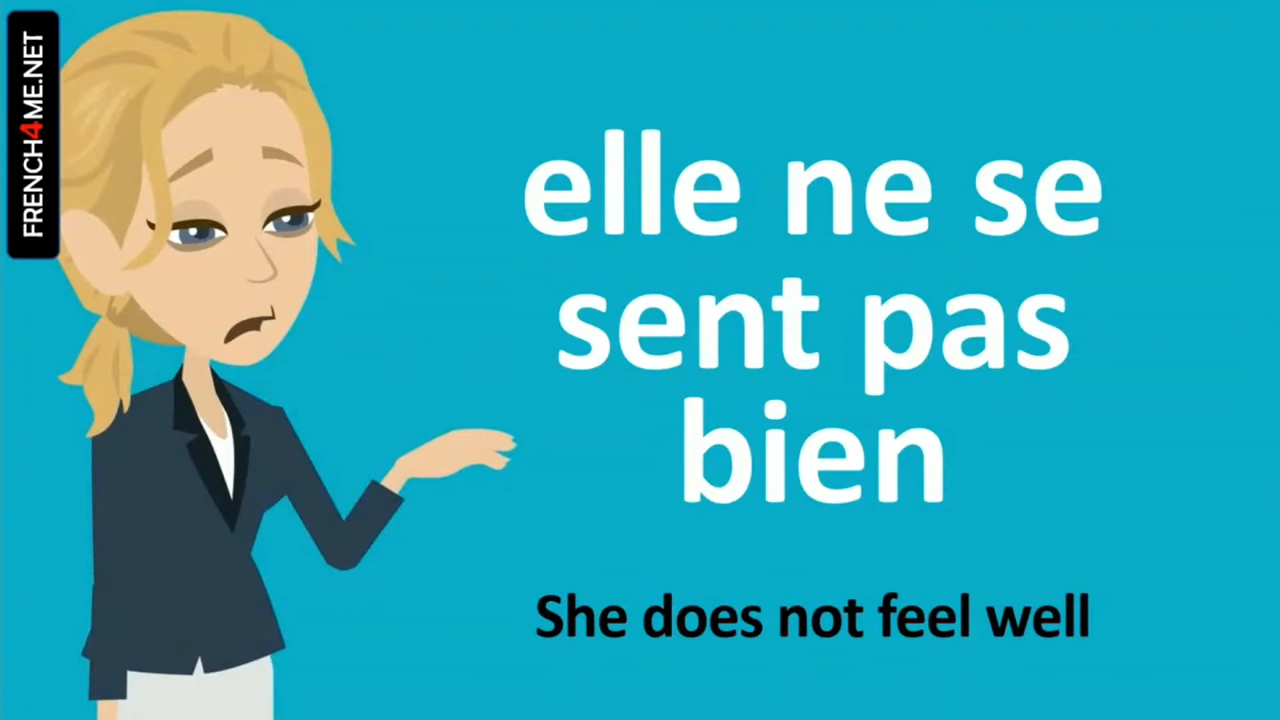 FRENCH4ME.NET
elle ne se
sent pas
bien
She does not feel well